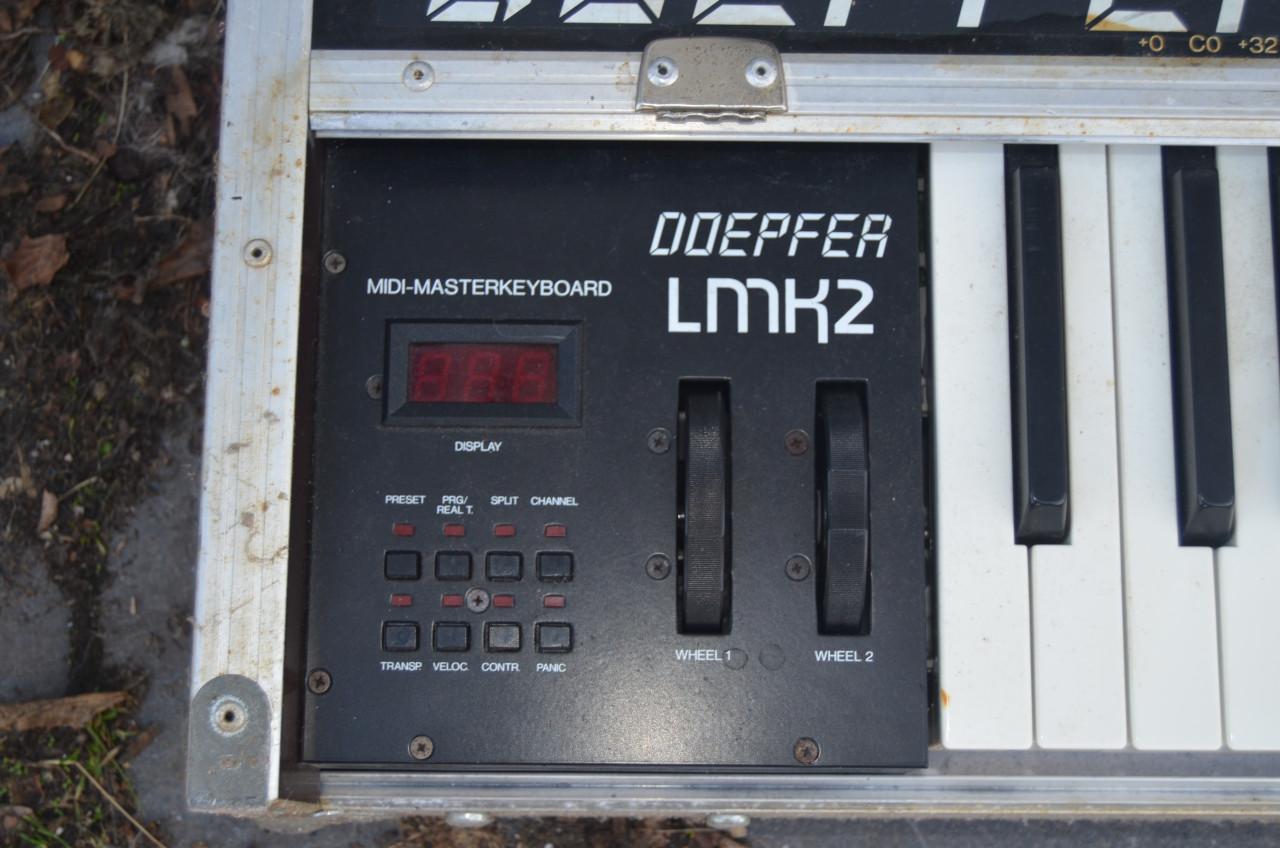 +0 C0 +32
DOEPFER
LMK2
MIDI-MASTERKEYBOARD
DISPLAY
PRESET PRG/ REAL T. SPLIT CHANNEL
TRANSP. VELOC. CONTR. PANIC
WHEEL 1 WHEEL 2